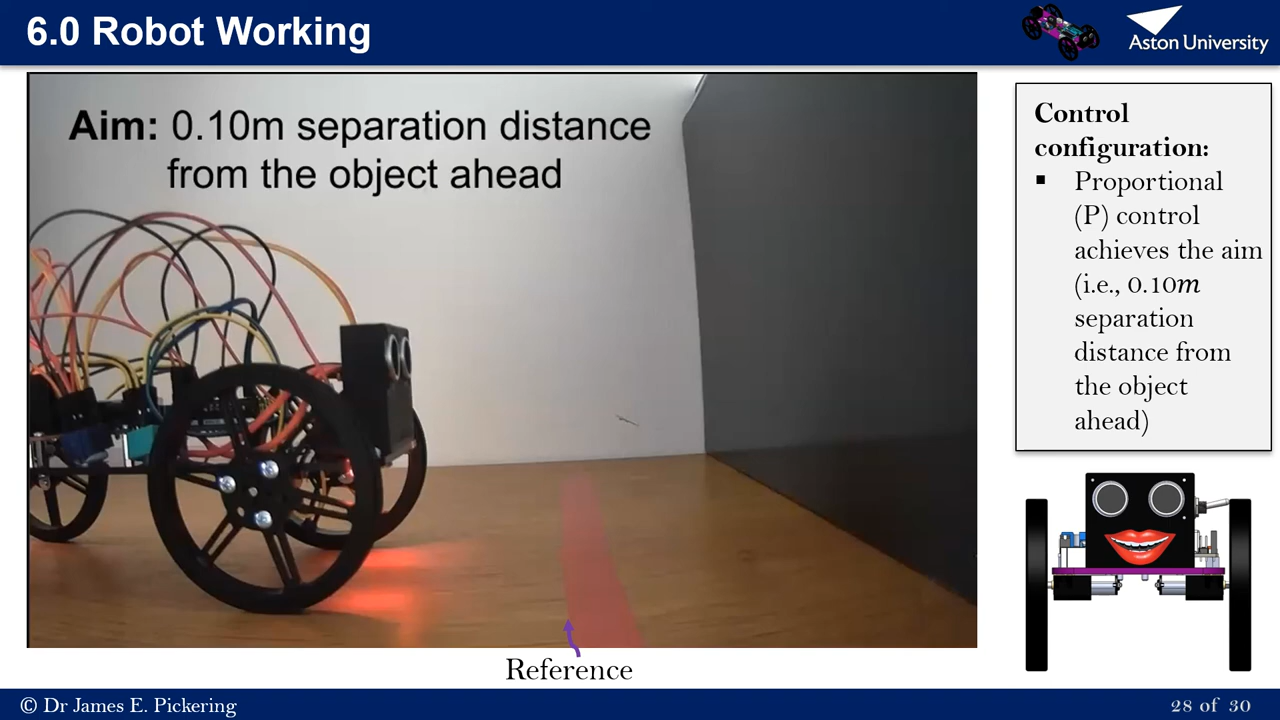 6.0 Robot Working
Aston University
Aim: 0.10m separation distance
from the object ahead
Control
configuration:
▪ Proportional
(P) control
achieves the aim
(i.e., 0.10m
separation
distance from
the object
ahead)
Reference
© Dr James E. Pickering
28 of 30